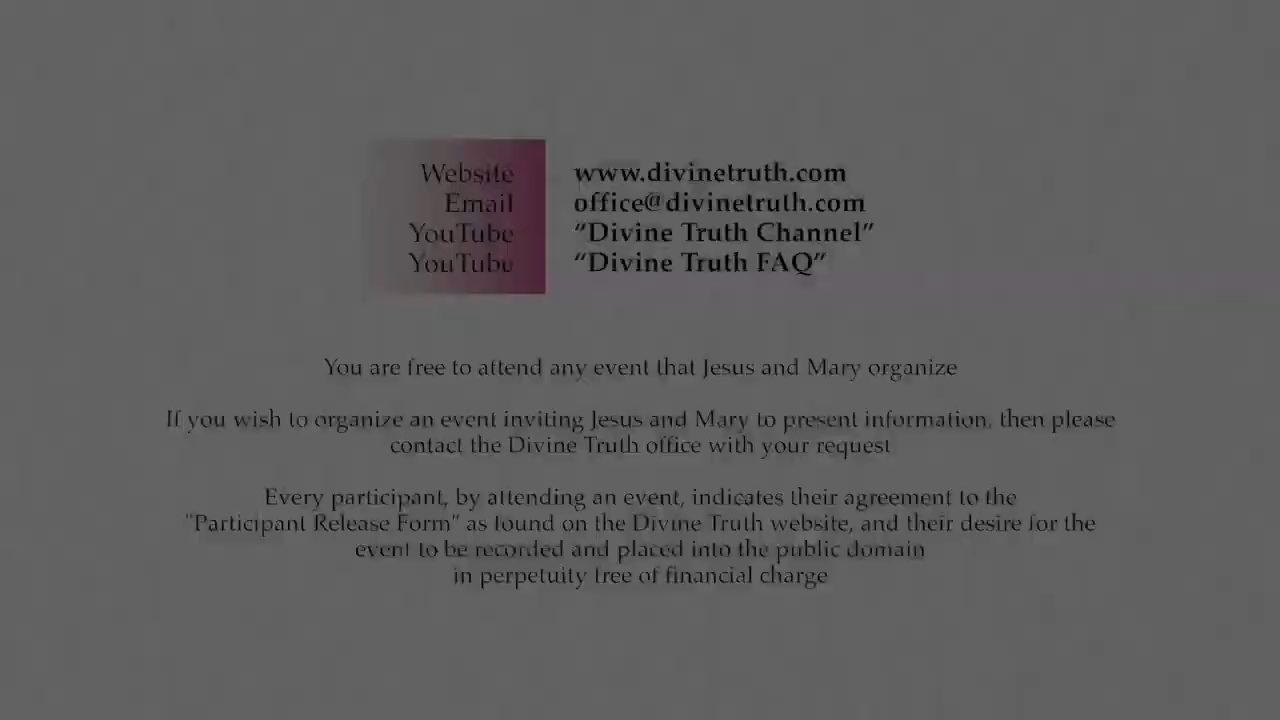 Website www.divinetruth.com
Email office@divinetruth.com
YouTube “Divine Truth Channel”
YouTube “Divine Truth FAQ”
You are free to attend any event that Jesus and Mary organize
If you wish to organize an event inviting Jesus and Mary to present information, then please
contact the Divine Truth office with your request
Every participant, by attending an event, indicates their agreement to the
"Participant Release Form" as found on the Divine Truth website, and their desire for the
event to be recorded and placed into the public domain
in perpetuity free of financial charge